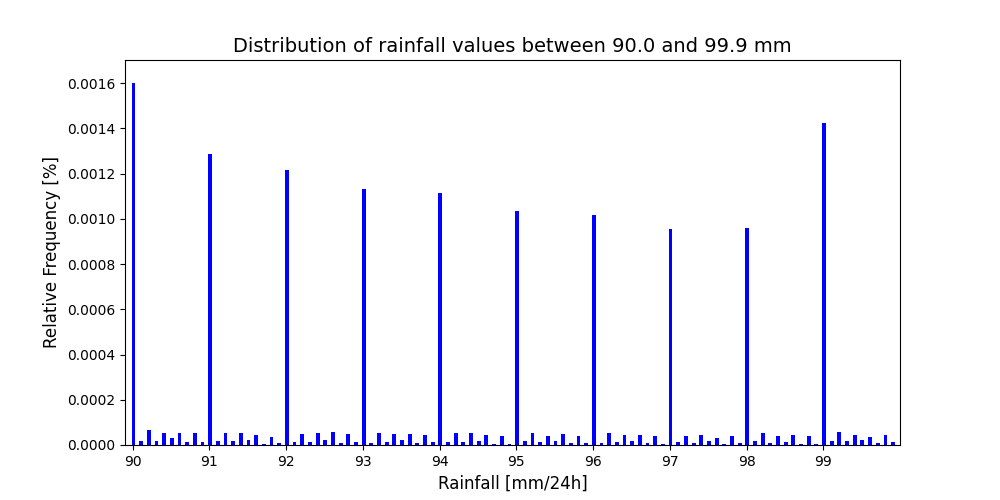 Distribution of rainfall values between 90.0 and 99.9 mm
Relative Frequency [%]
0.0016
0.0014
0.0012
0.0010
0.0008
0.0006
0.0004
0.0002
0.0000
90 91 92 93 94 95 96 97 98 99
Rainfall [mm/24h]